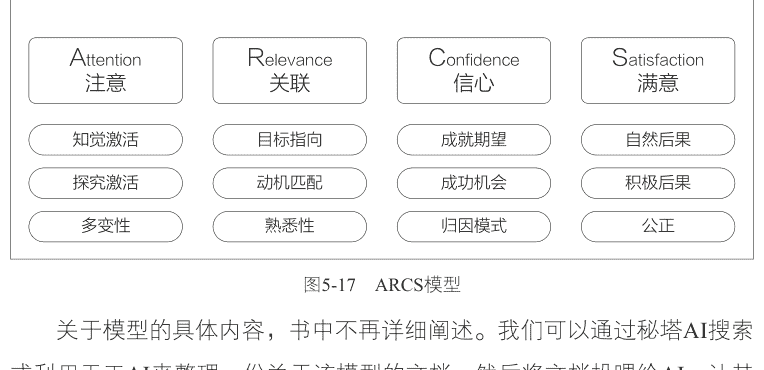 Attention Relevance Confidence Satisfaction
注意 关联 信心 满意
知觉激活 目标指向 成就期望 自然后果
探究激活 动机匹配 成功机会 积极后果
多变性 熟悉性 归因模式 公正
图5-17 ARCS模型
关于模型的具体内容，书中不再详细阐述。我们可以通过秘塔AI搜索